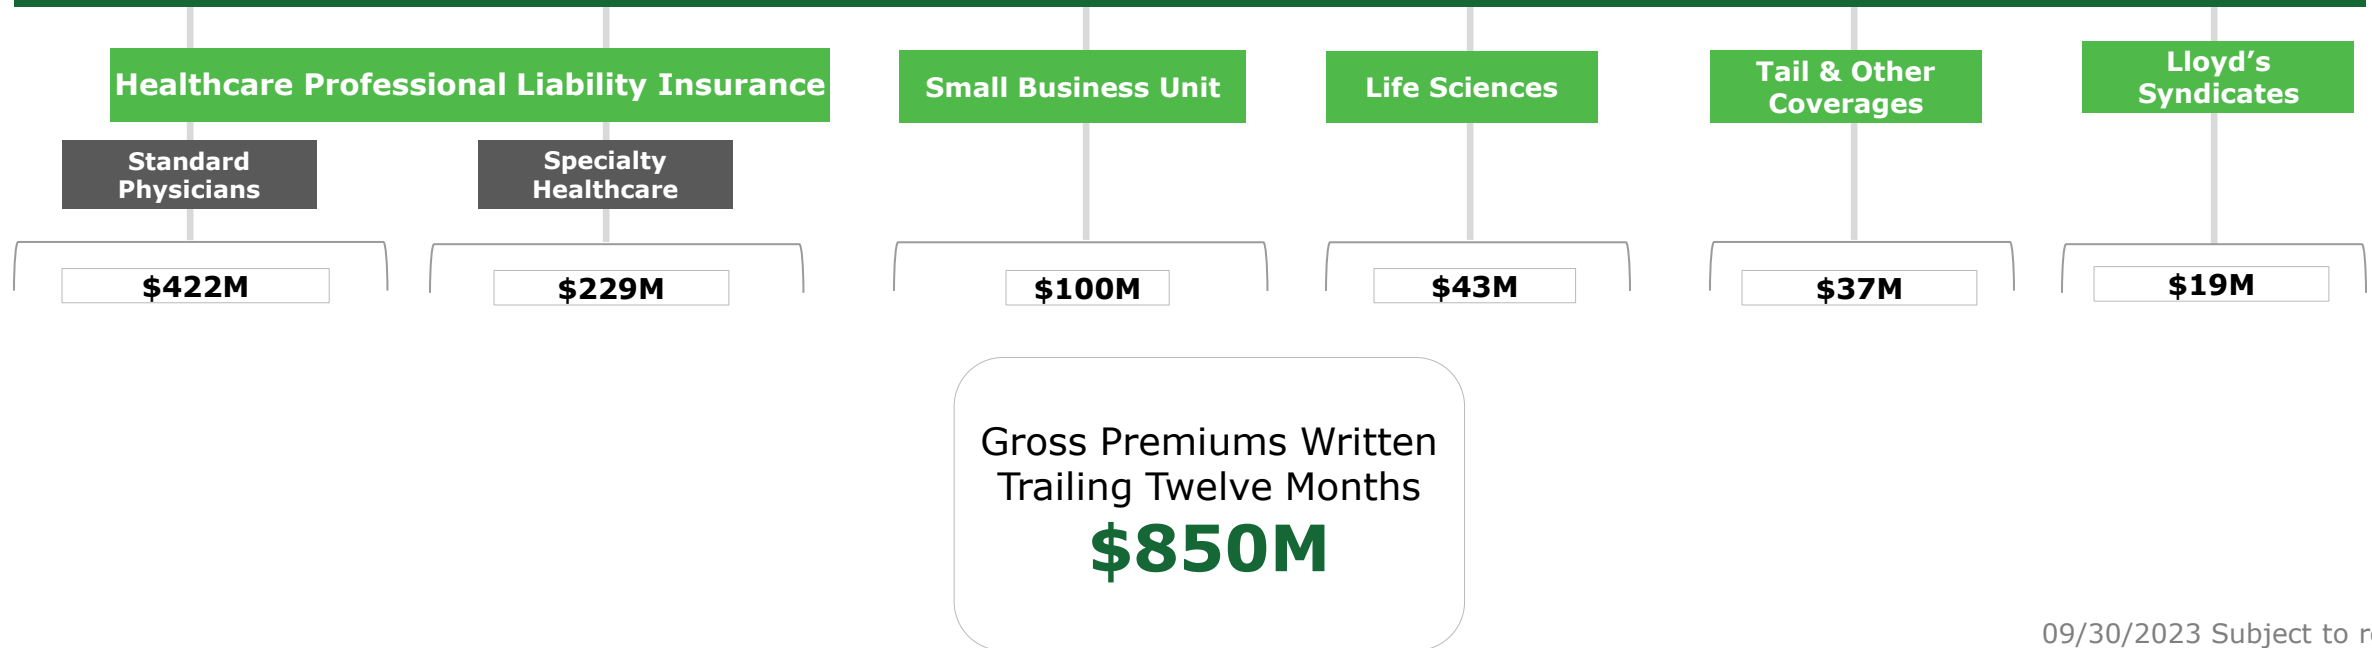 Healthcare Professional Liability Insurance
Small Business Unit
Life Sciences
Tail & Other
Coverages
Lloyd’s
Syndicates
Standard
Physicians
Specialty
Healthcare
$422M
$229M
$100M
$43M
$37M
$19M
Gross Premiums Written
Trailing Twelve Months
$850M
09/30/2023 Subject to